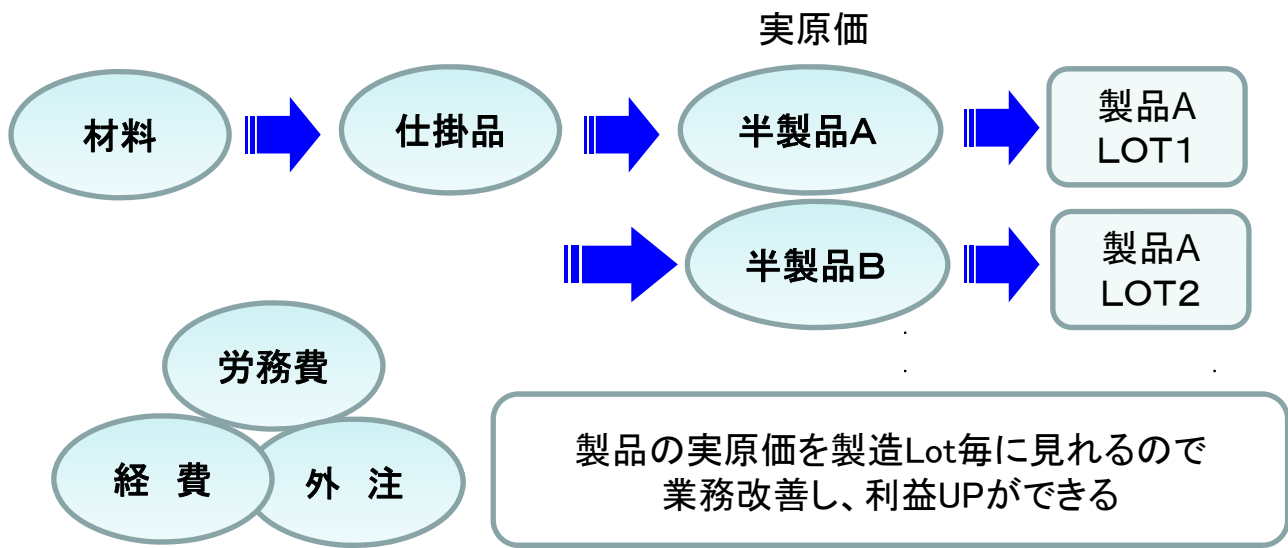 実原価
材料
仕掛品
半製品A
製品A
LOT1
半製品B
製品A
LOT2
労務費
経 費
外 注
製品の実原価を製造Lot毎に見れるので
業務改善し、利益UPができる